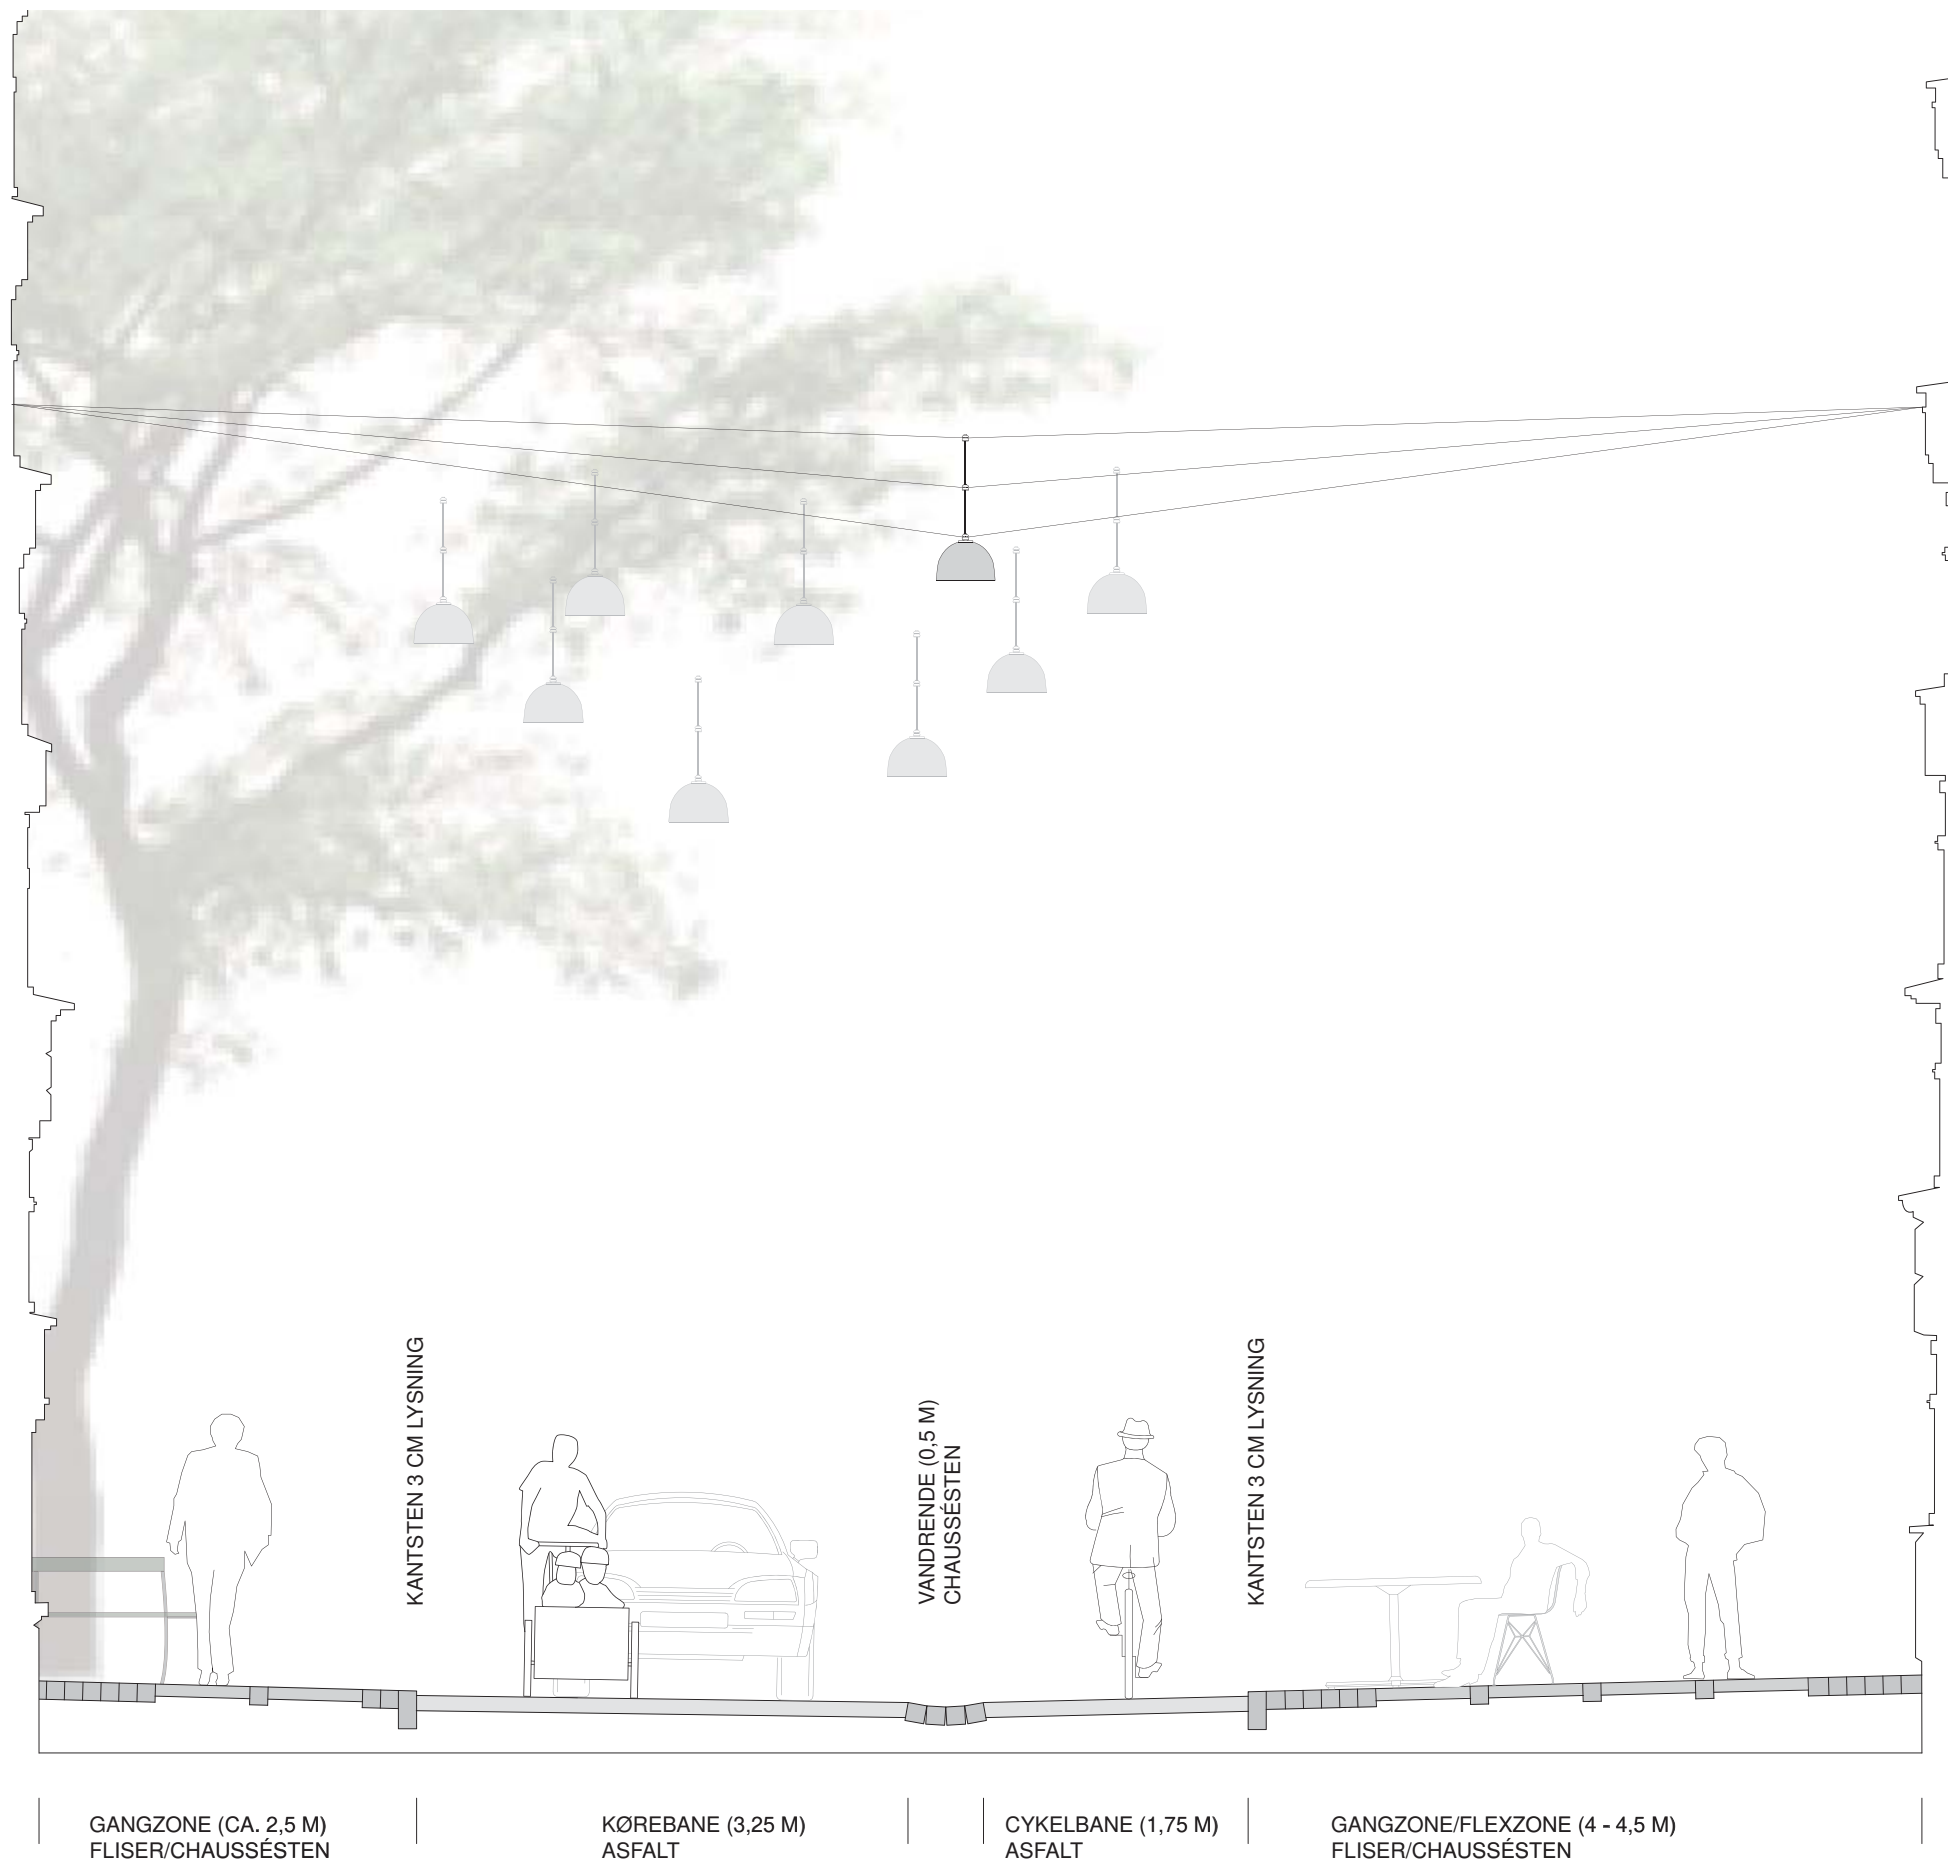 KANTSTEN 3 CM LYSNING
VANDRENDE (0,5 M)
CHAUSSÉSTEN
KANTSTEN 3 CM LYSNING
GANGZONE (CA. 2,5 M)
FLISER/CHAUSSÉSTEN
KØREBANE (3,25 M)
ASFALT
CYKELBANE (1,75 M)
ASFALT
GANGZONE/FLEXZONE (4 - 4,5 M)
FLISER/CHAUSSÉSTEN